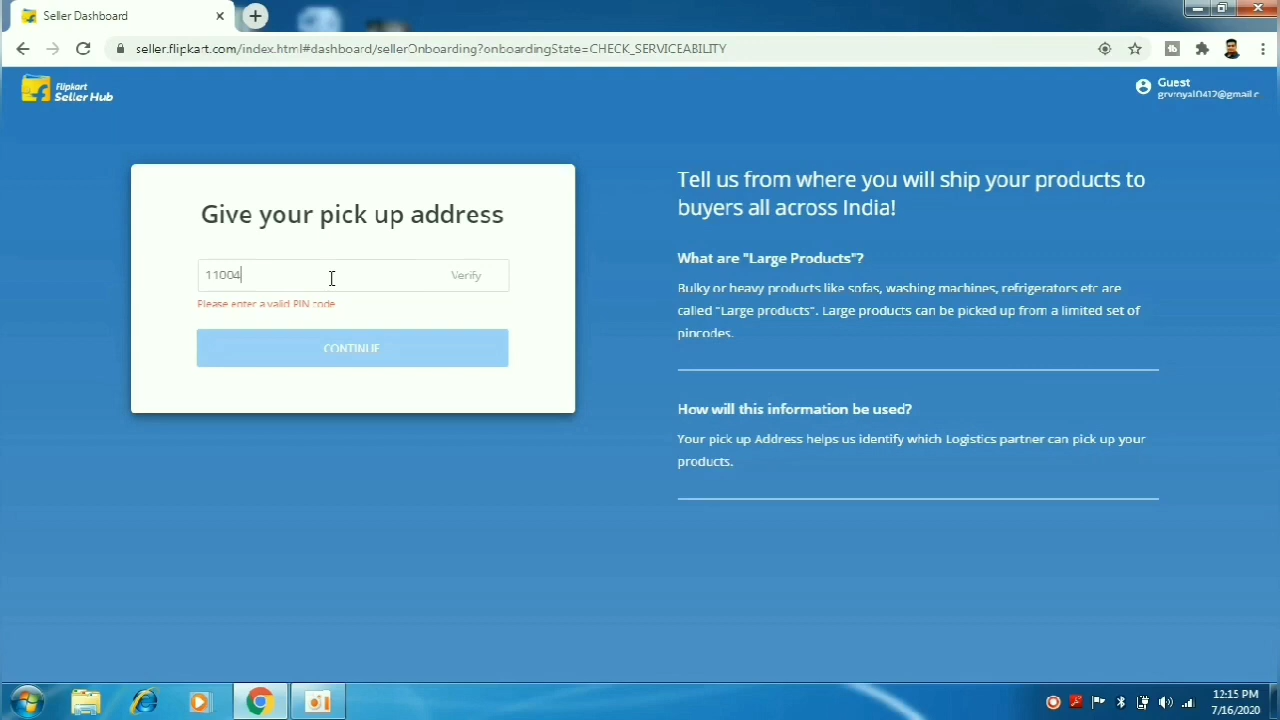 Seller Dashboard
seller.flipkart.com/index.html#dashboard/sellerOnboarding?onboardingState=CHECK_SERVICEABILITY
Flipkart
Seller Hub
Guest
grvroyal0412@gmail.c
Give your pick up address
11004
Verify
Please enter a valid PIN code
CONTINUE
Tell us from where you will ship your products to
buyers all across India!
What are "Large Products"?
Bulky or heavy products like sofas, washing machines, refrigerators etc are
called "Large products". Large products can be picked up from a limited set of
pincodes.
How will this information be used?
Your pick up Address helps us identify which Logistics partner can pick up your
products.
12:15 PM
7/16/2020